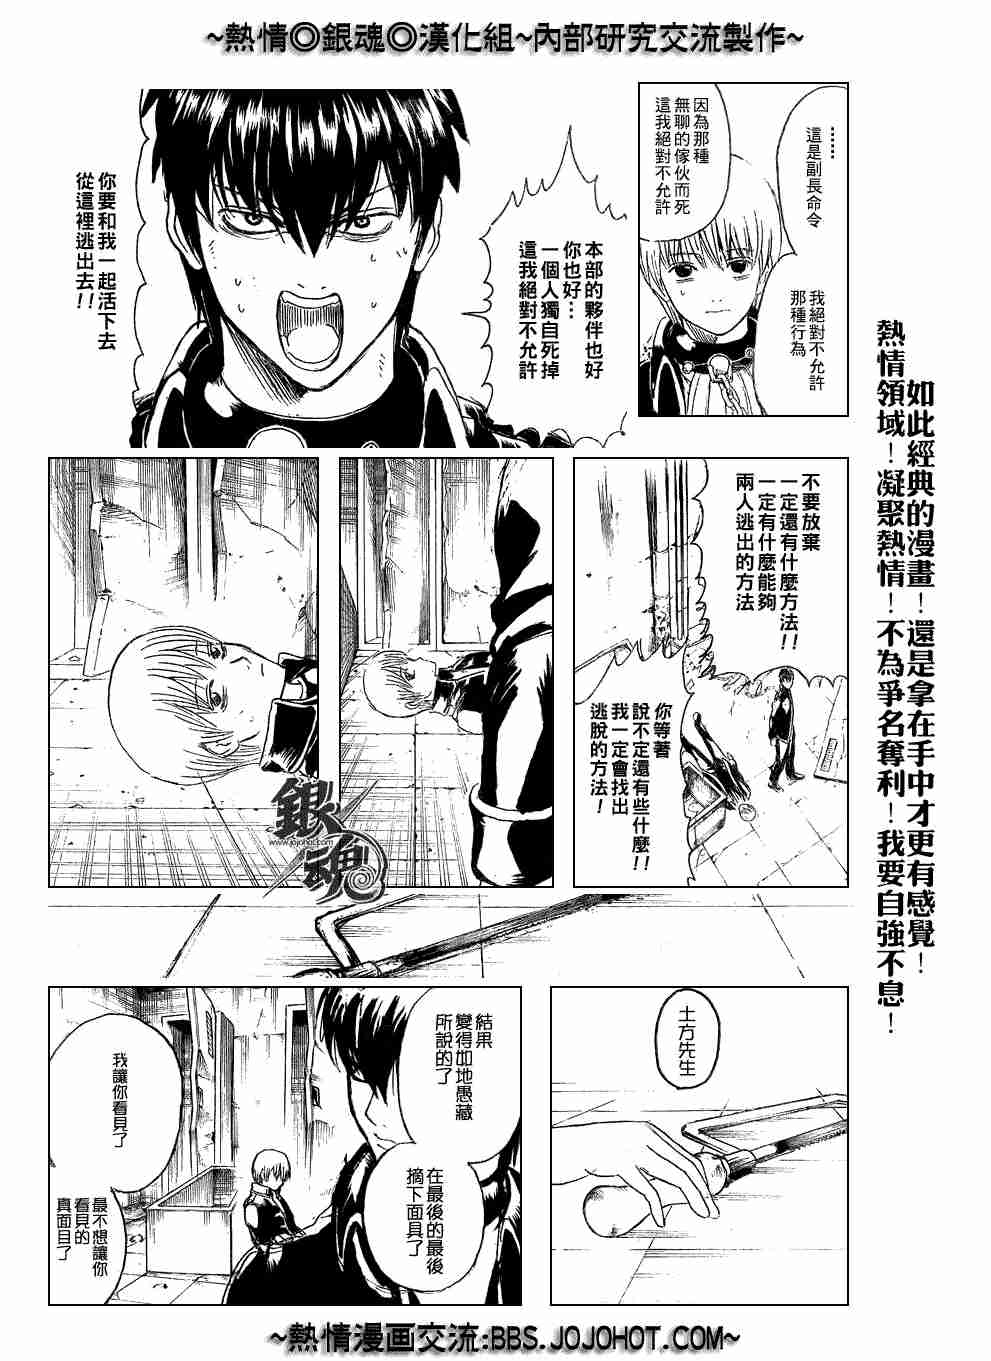 ~熱情◎銀魂◎漢化組~內部研究交流製作~
……
這是副長命令
因為那種
無聊的傢伙而死
這我絕對不允許
我絕對不允許
那種行為
本部的夥伴也好
你也好…
一個人獨自死掉
這我絕對不允許
你要和我一起活下去
從這裡逃出去!!
不要放棄
一定還有什麼方法!!
一定有什麼能夠
兩人逃出的方法
你等著
說不定還有些什麼!!
我一定會找出
逃脫的方法!
銀魂
www.jojohot.com
土方先生
結果
變得如地愚藏
所說的了
在最後的最後
摘下面具了
我讓你看見了
最不想讓你
看見的
真面目了
如此經典的漫畫!還是拿在手中才更有感覺!
熱情領域!凝聚熱情!不為爭名奪利!我要自強不息!
~熱情漫画交流:BBS.JOJOHOT.COM~